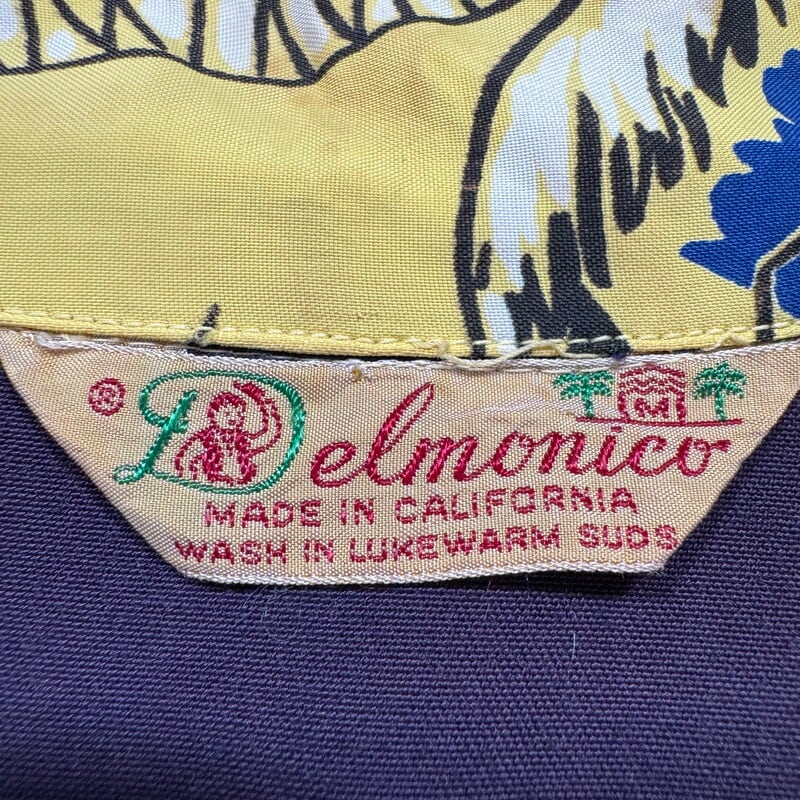 ® Delmonico
M
MADE IN CALIFORNIA
WASH IN LUKEWARM SUDS